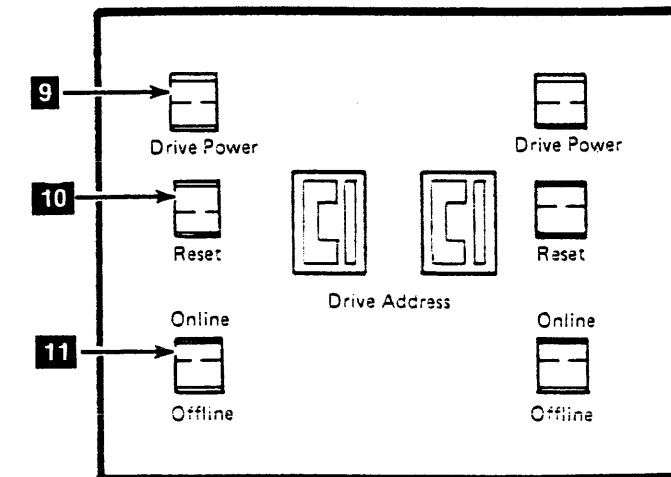 9
Drive Power Drive Power
10
Reset Reset
Drive Address
Online Online
11
Offline Offline